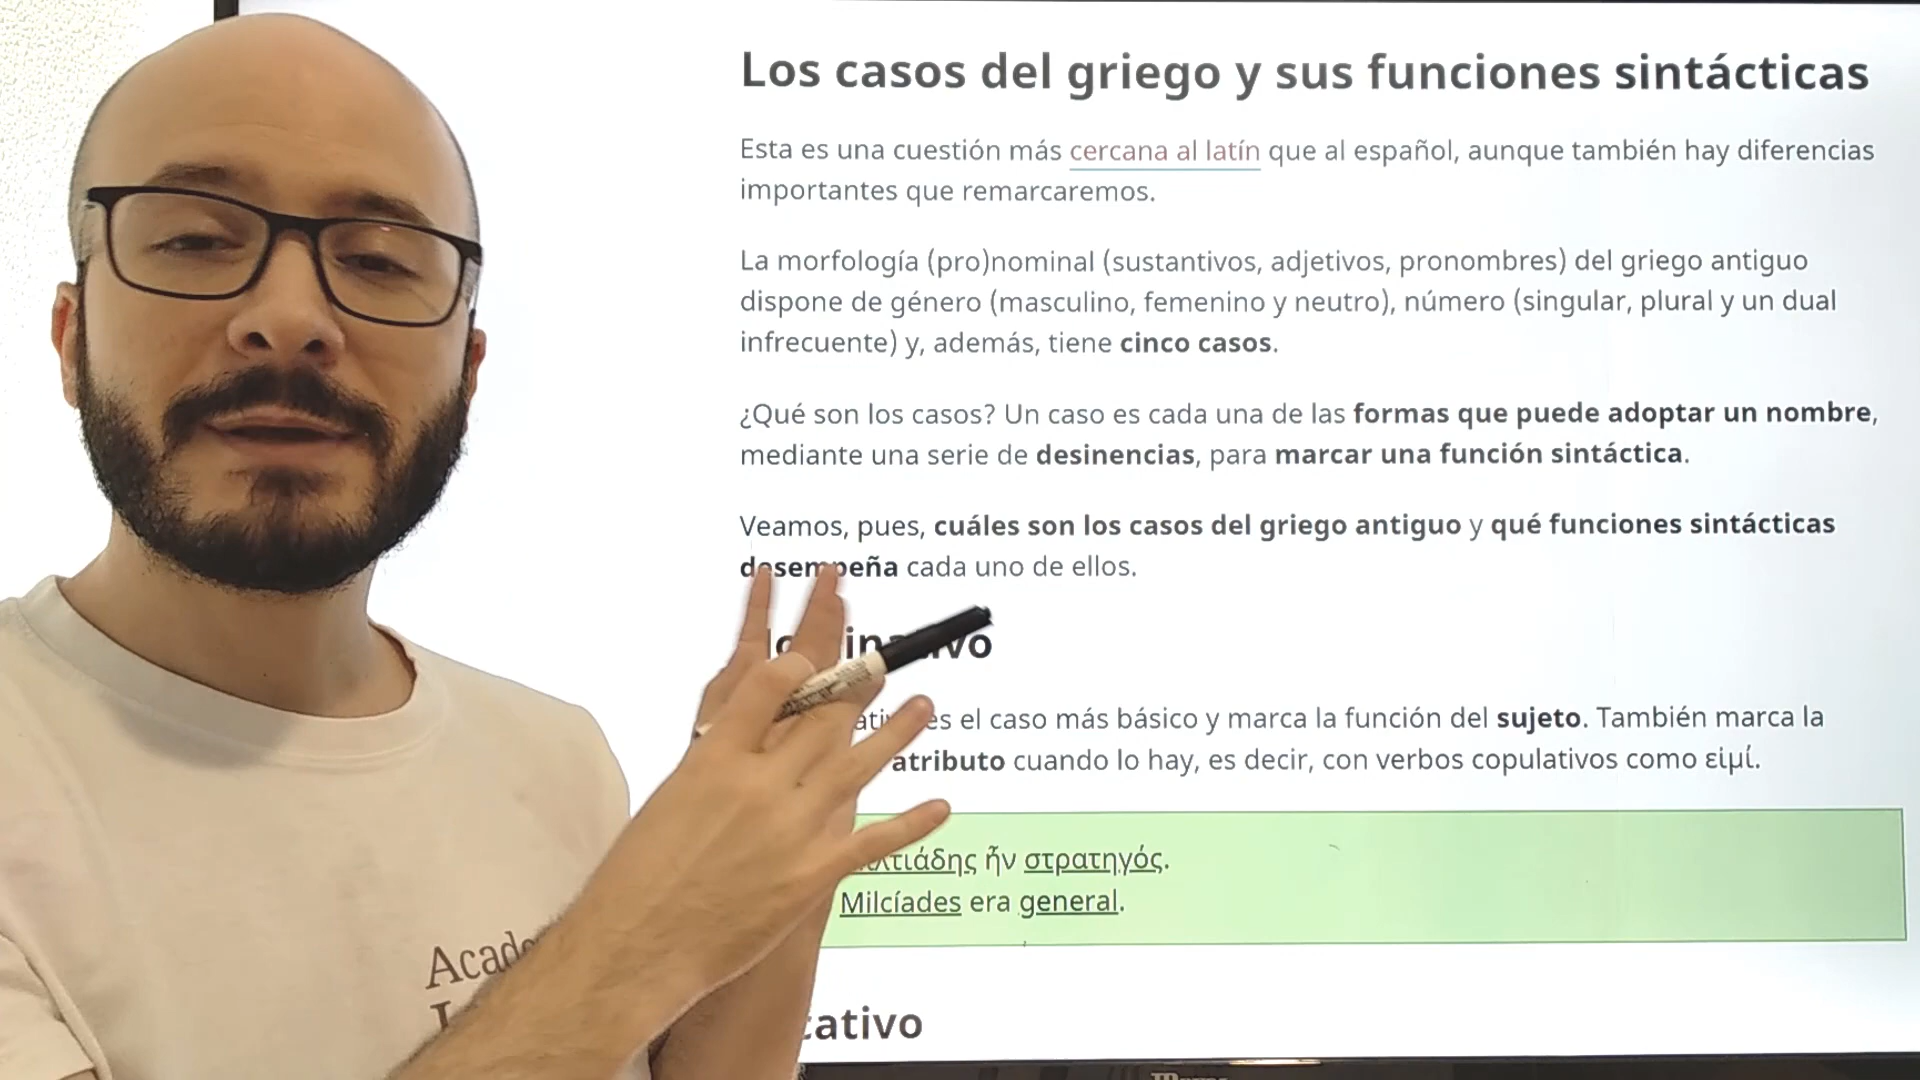 Los casos del griego y sus funciones sintácticas
Esta es una cuestión más cercana al latín que al español, aunque también hay diferencias
importantes que remarcaremos.
La morfología (pro)nominal (sustantivos, adjetivos, pronombres) del griego antiguo
dispone de género (masculino, femenino y neutro), número (singular, plural y un dual
infrecuente) y, además, tiene cinco casos.
¿Qué son los casos? Un caso es cada una de las formas que puede adoptar un nombre,
mediante una serie de desinencias, para marcar una función sintáctica.
Veamos, pues, cuáles son los casos del griego antiguo y qué funciones sintácticas
desempeña cada uno de ellos.
es el caso más básico y marca la función del sujeto. También marca la
atributo cuando lo hay, es decir, con verbos copulativos como εἰμί.
ἦν στρατηγός.
Milcíades era general.